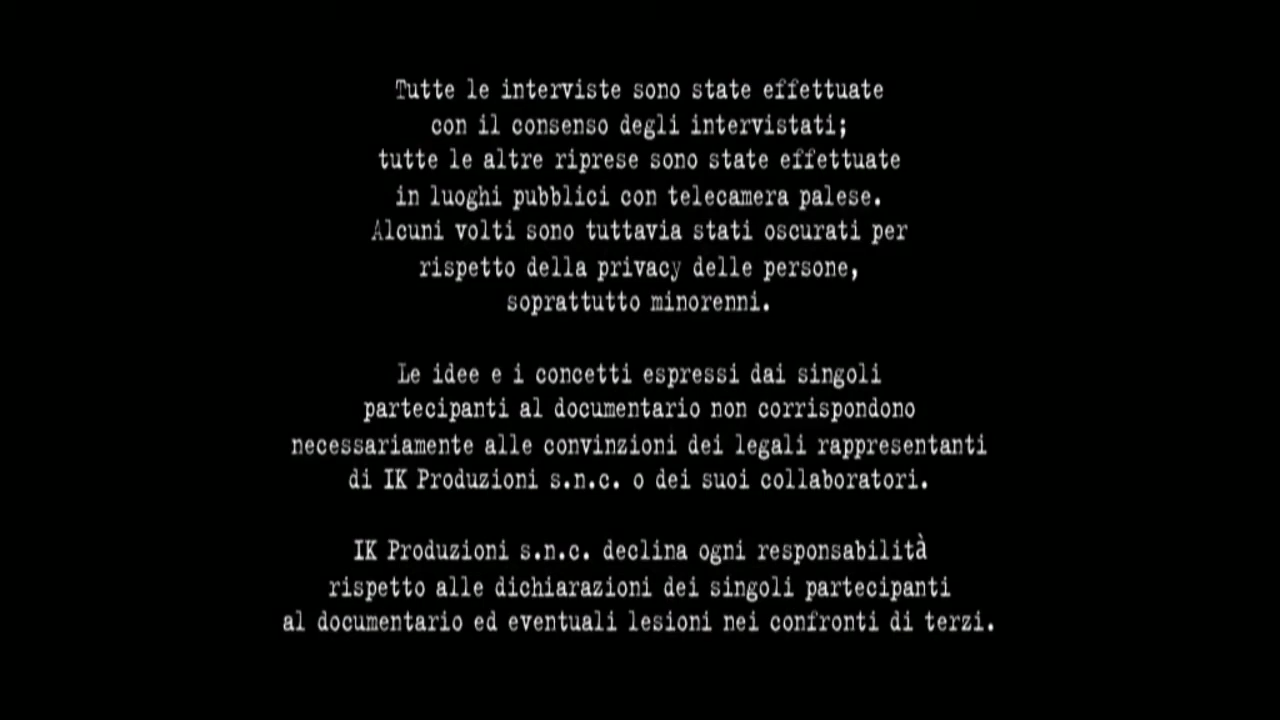 Tutte le interviste sono state effettuate
con il consenso degli intervistati;
tutte le altre riprese sono state effettuate
in luoghi pubblici con telecamera palese.
Alcuni volti sono tuttavia stati oscurati per
rispetto della privacy delle persone,
soprattutto minorenni.
Le idee e i concetti espressi dai singoli
partecipanti al documentario non corrispondono
necessariamente alle convinzioni dei legali rappresentanti
di IK Produzioni s.n.c. o dei suoi collaboratori.
IK Produzioni s.n.c. declina ogni responsabilità
rispetto alle dichiarazioni dei singoli partecipanti
al documentario ed eventuali lesioni nei confronti di terzi.